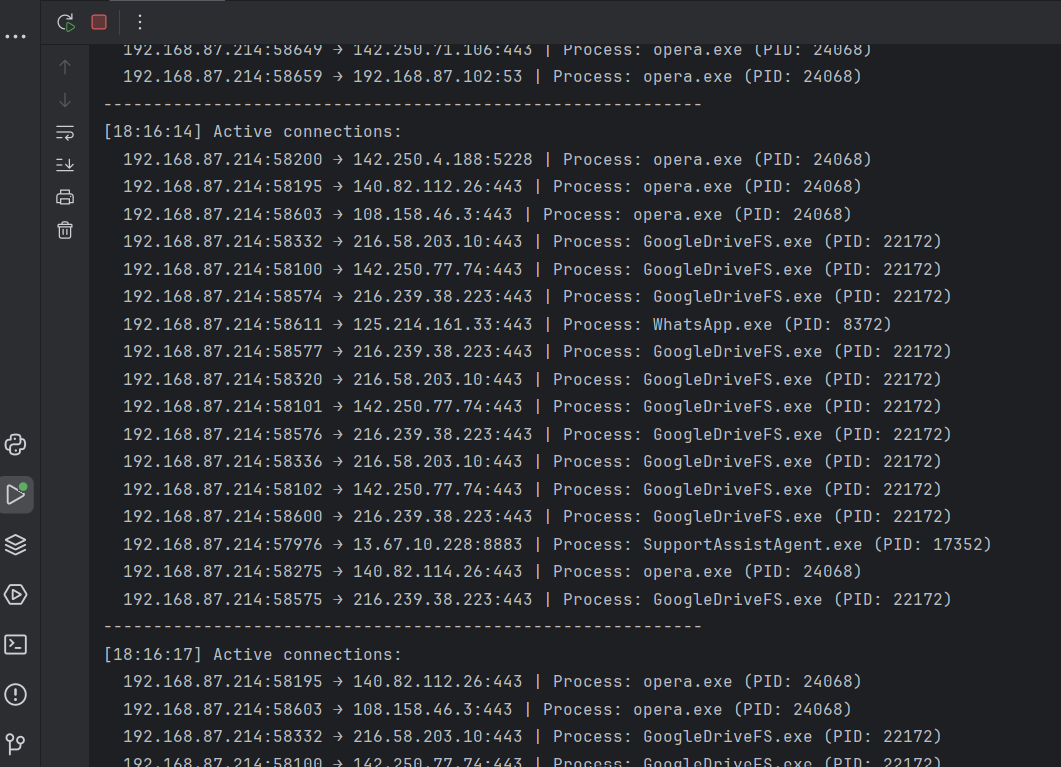 192.168.87.214:58649 → 142.250.71.106:443 | Process: opera.exe (PID: 24068)
192.168.87.214:58659 → 192.168.87.102:53 | Process: opera.exe (PID: 24068)
------------------------------------------------------------
[18:16:14] Active connections:
192.168.87.214:58200 → 142.250.4.188:5228 | Process: opera.exe (PID: 24068)
192.168.87.214:58195 → 140.82.112.26:443 | Process: opera.exe (PID: 24068)
192.168.87.214:58603 → 108.158.46.3:443 | Process: opera.exe (PID: 24068)
192.168.87.214:58332 → 216.58.203.10:443 | Process: GoogleDriveFS.exe (PID: 22172)
192.168.87.214:58100 → 142.250.77.74:443 | Process: GoogleDriveFS.exe (PID: 22172)
192.168.87.214:58574 → 216.239.38.223:443 | Process: GoogleDriveFS.exe (PID: 22172)
192.168.87.214:58611 → 125.214.161.33:443 | Process: WhatsApp.exe (PID: 8372)
192.168.87.214:58577 → 216.239.38.223:443 | Process: GoogleDriveFS.exe (PID: 22172)
192.168.87.214:58320 → 216.58.203.10:443 | Process: GoogleDriveFS.exe (PID: 22172)
192.168.87.214:58101 → 142.250.77.74:443 | Process: GoogleDriveFS.exe (PID: 22172)
192.168.87.214:58576 → 216.239.38.223:443 | Process: GoogleDriveFS.exe (PID: 22172)
192.168.87.214:58336 → 216.58.203.10:443 | Process: GoogleDriveFS.exe (PID: 22172)
192.168.87.214:58102 → 142.250.77.74:443 | Process: GoogleDriveFS.exe (PID: 22172)
192.168.87.214:58600 → 216.239.38.223:443 | Process: GoogleDriveFS.exe (PID: 22172)
192.168.87.214:57976 → 13.67.10.228:8883 | Process: SupportAssistAgent.exe (PID: 17352)
192.168.87.214:58275 → 140.82.114.26:443 | Process: opera.exe (PID: 24068)
192.168.87.214:58575 → 216.239.38.223:443 | Process: GoogleDriveFS.exe (PID: 22172)
------------------------------------------------------------
[18:16:17] Active connections:
192.168.87.214:58195 → 140.82.112.26:443 | Process: opera.exe (PID: 24068)
192.168.87.214:58603 → 108.158.46.3:443 | Process: opera.exe (PID: 24068)
192.168.87.214:58332 → 216.58.203.10:443 | Process: GoogleDriveFS.exe (PID: 22172)
192.168.87.214:58100 → 142.250.77.74:443 | Process: GoogleDriveFS.exe (PID: 22172)